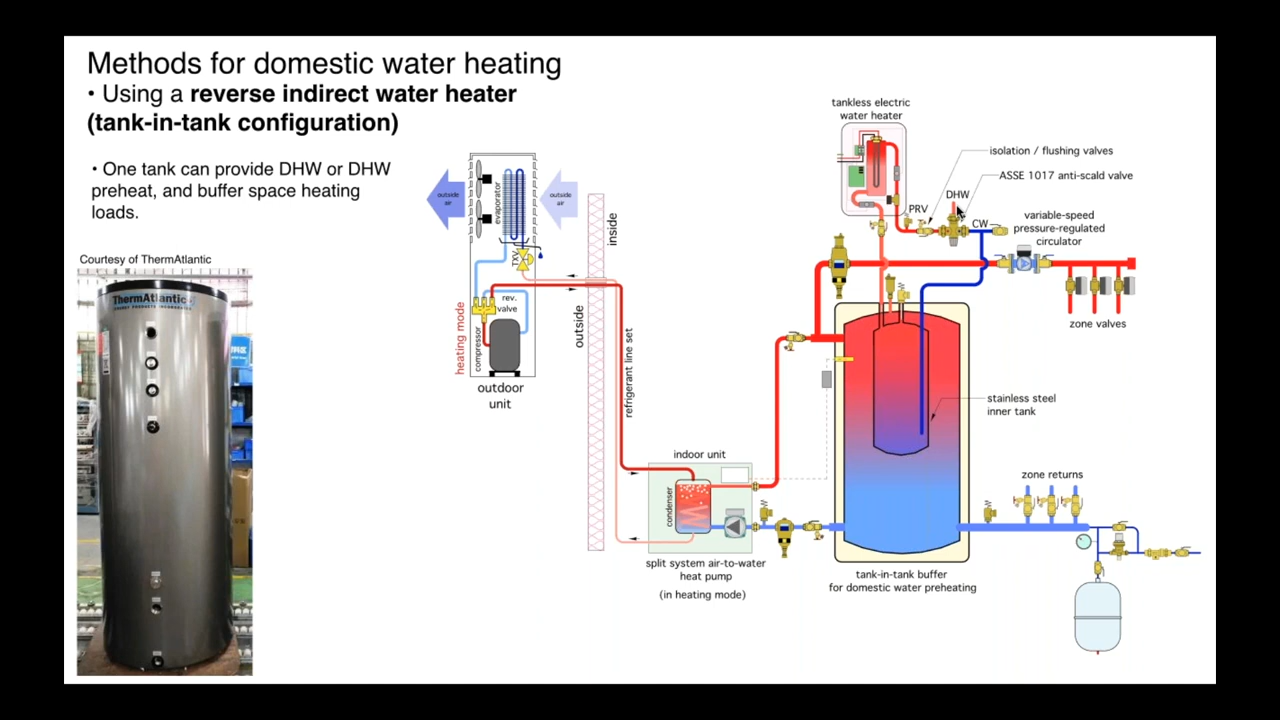 Methods for domestic water heating
• Using a reverse indirect water heater
(tank-in-tank configuration)
• One tank can provide DHW or DHW
preheat, and buffer space heating
loads.
Courtesy of ThermAtlantic
ThermAtlantic
ENERGY PRODUCTS INCORPORATED
outside
air
evaporator
outside
air
TXV
rev.
valve
heating mode
compressor
outdoor
unit
inside
outside
refrigerant line set
indoor unit
condenser
split system air-to-water
heat pump
(in heating mode)
tankless electric
water heater
isolation / flushing valves
ASSE 1017 anti-scald valve
DHW
PRV
CW
variable-speed
pressure-regulated
circulator
zone valves
stainless steel
inner tank
zone returns
tank-in-tank buffer
for domestic water preheating